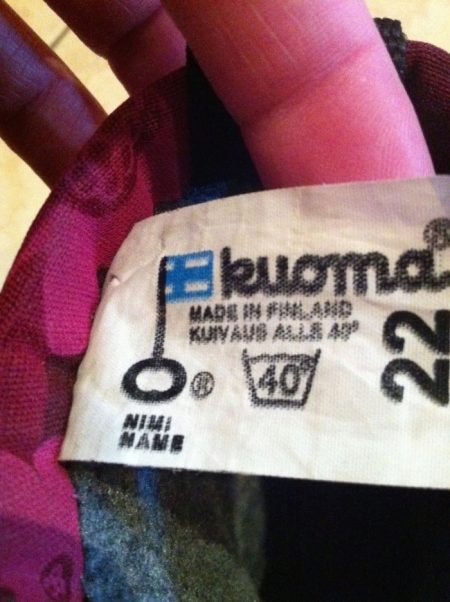 kuoma®
MADE IN FINLAND
KUIVAUS ALLE 40°
40°
22
®
NIMI
NAME